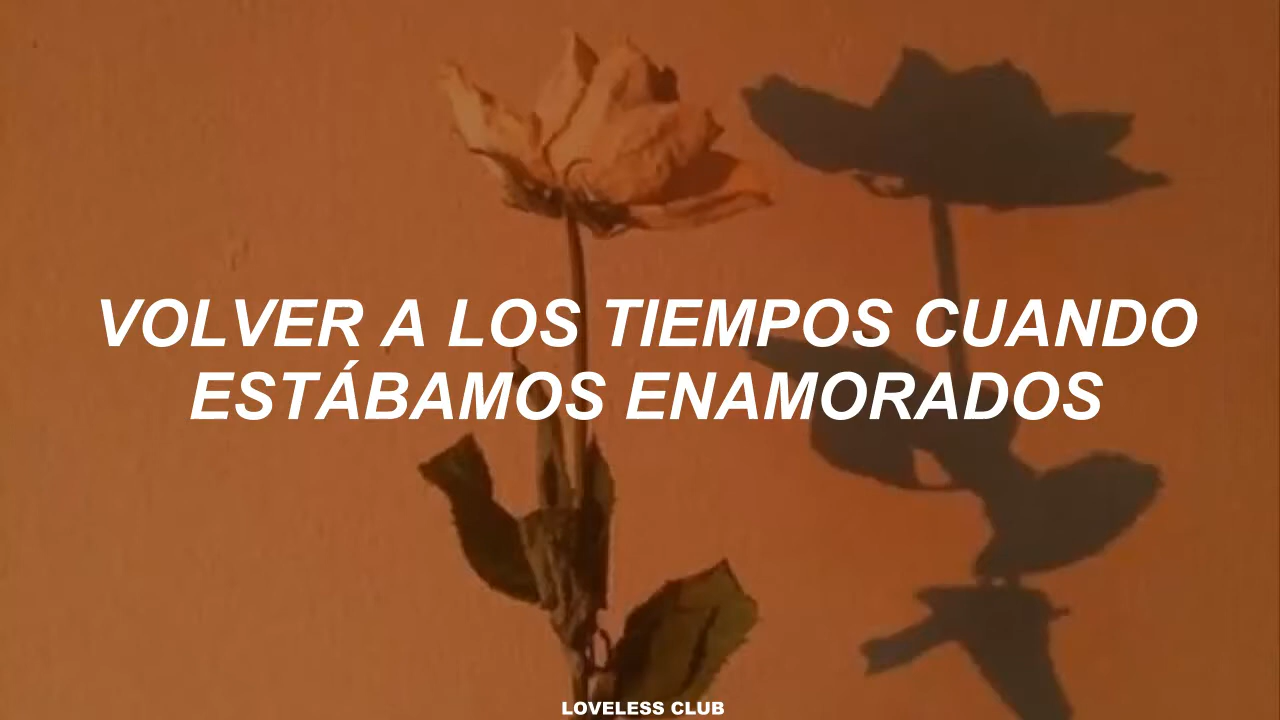 VOLVER A LOS TIEMPOS CUANDO
ESTÁBAMOS ENAMORADOS
LOVELESS CLUB